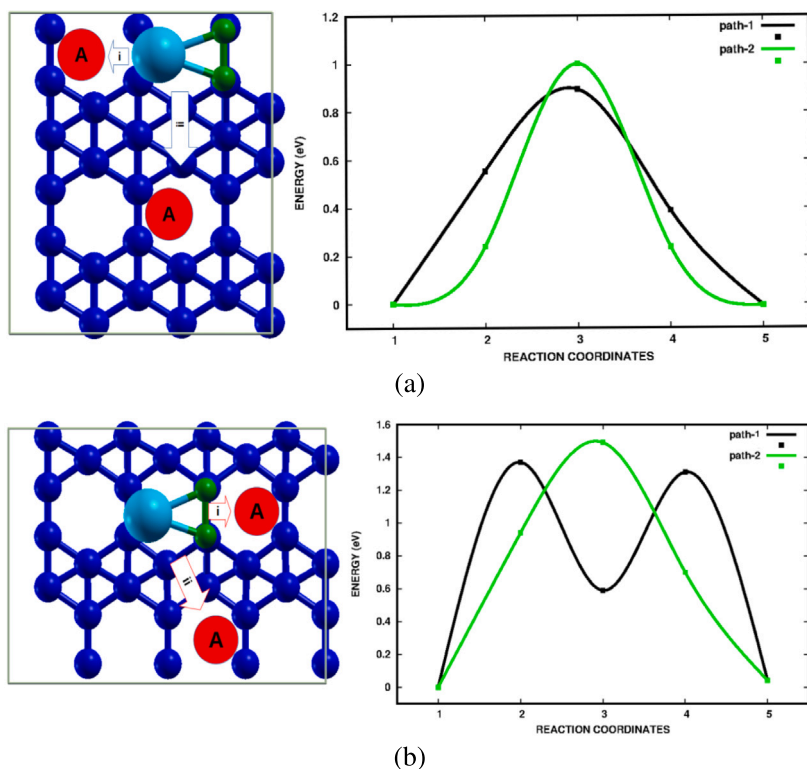 A
i
ii
A
1.2
1
0.8
0.6
0.4
0.2
0
ENERGY (eV)
path-1
path-2
1 2 3 4 5
REACTION COORDINATES
(a)
i
A
A
1.6
1.4
1.2
1
0.8
0.6
0.4
0.2
0
ENERGY (eV)
path-1
path-2
1 2 3 4 5
REACTION COORDINATES
(b)